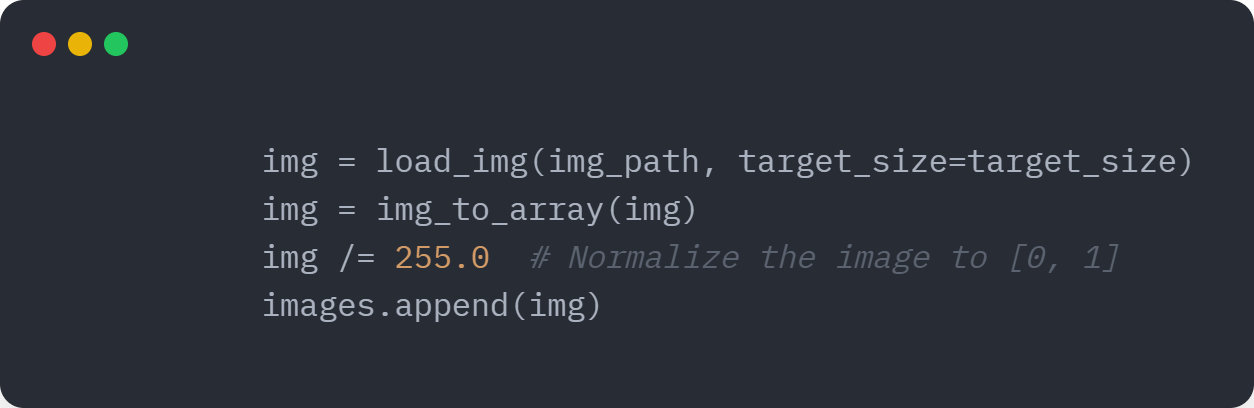 img = load_img(img_path, target_size=target_size)
img = img_to_array(img)
img /= 255.0  # Normalize the image to [0, 1]
images.append(img)